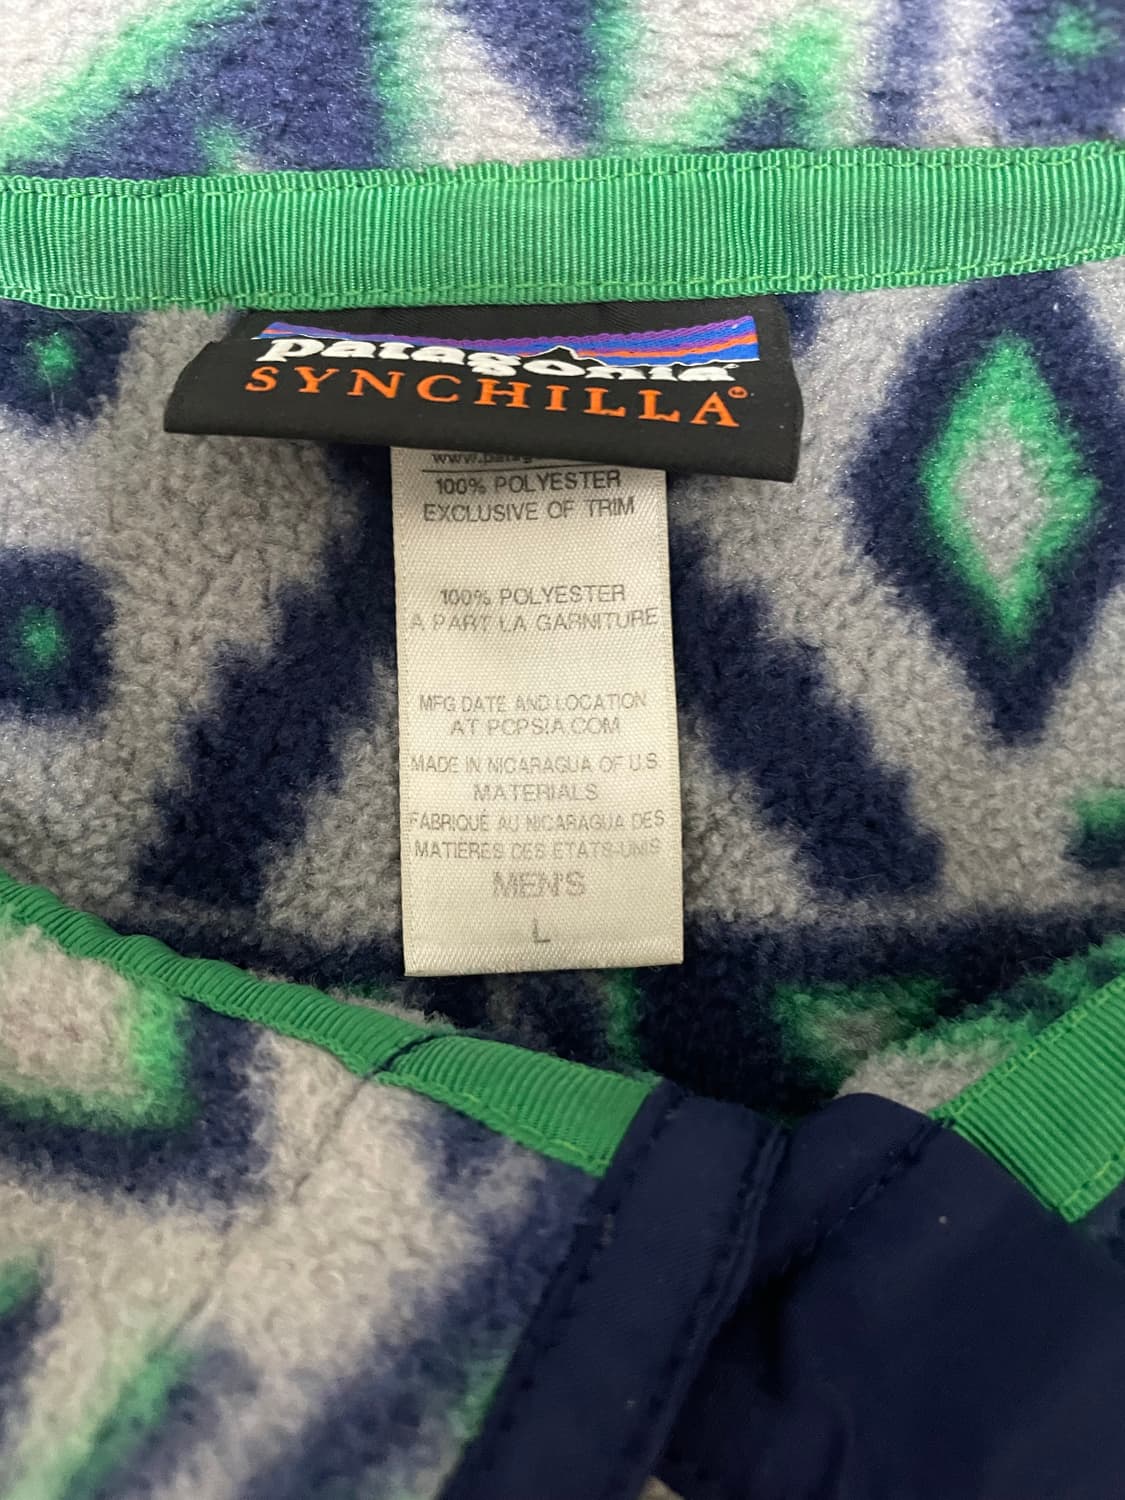 patagonia
SYNCHILLA®
100% POLYESTER
EXCLUSIVE OF TRIM
100% POLYESTER
A PART LA GARNITURE
MFG DATE AND LOCATION
AT PCPSIA.COM
MADE IN NICARAGUA OF U.S.
MATERIALS
FABRIQUE AU NICARAGUA DES
MATIERES DES ETATS-UNIS
MEN'S
L